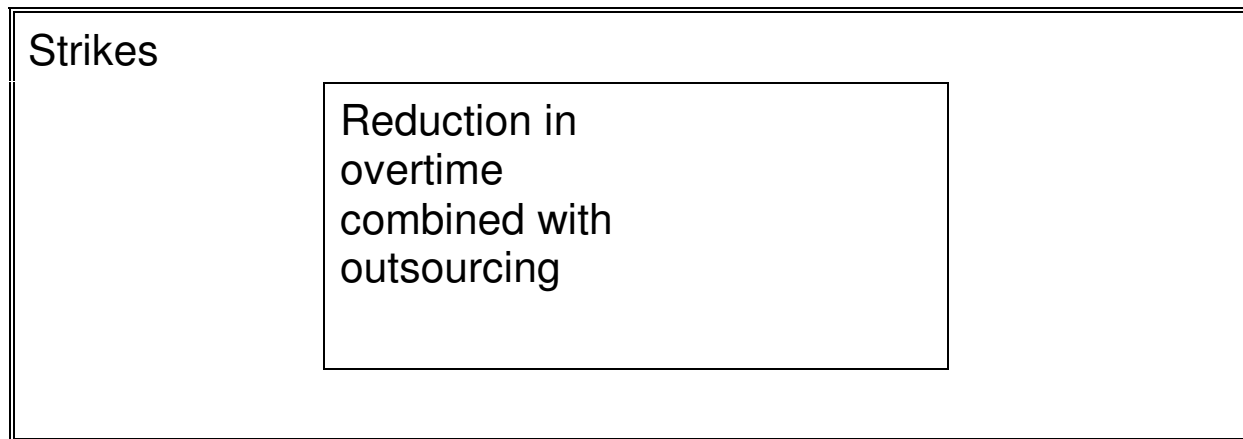 Strikes
Reduction in
overtime
combined with
outsourcing